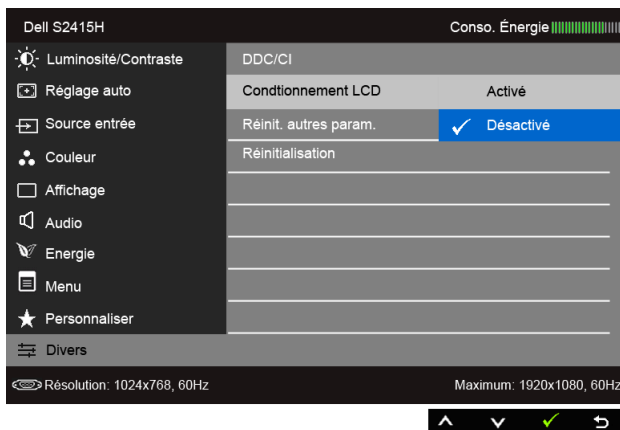 Dell S2415H Conso. Énergie
Luminosité/Contraste DDC/CI
Réglage auto Condtionnement LCD Activé
Source entrée Réinit. autres param. Désactivé
Couleur Réinitialisation
Affichage
Audio
Energie
Menu
Personnaliser
Divers
Résolution: 1024x768, 60Hz Maximum: 1920x1080, 60Hz